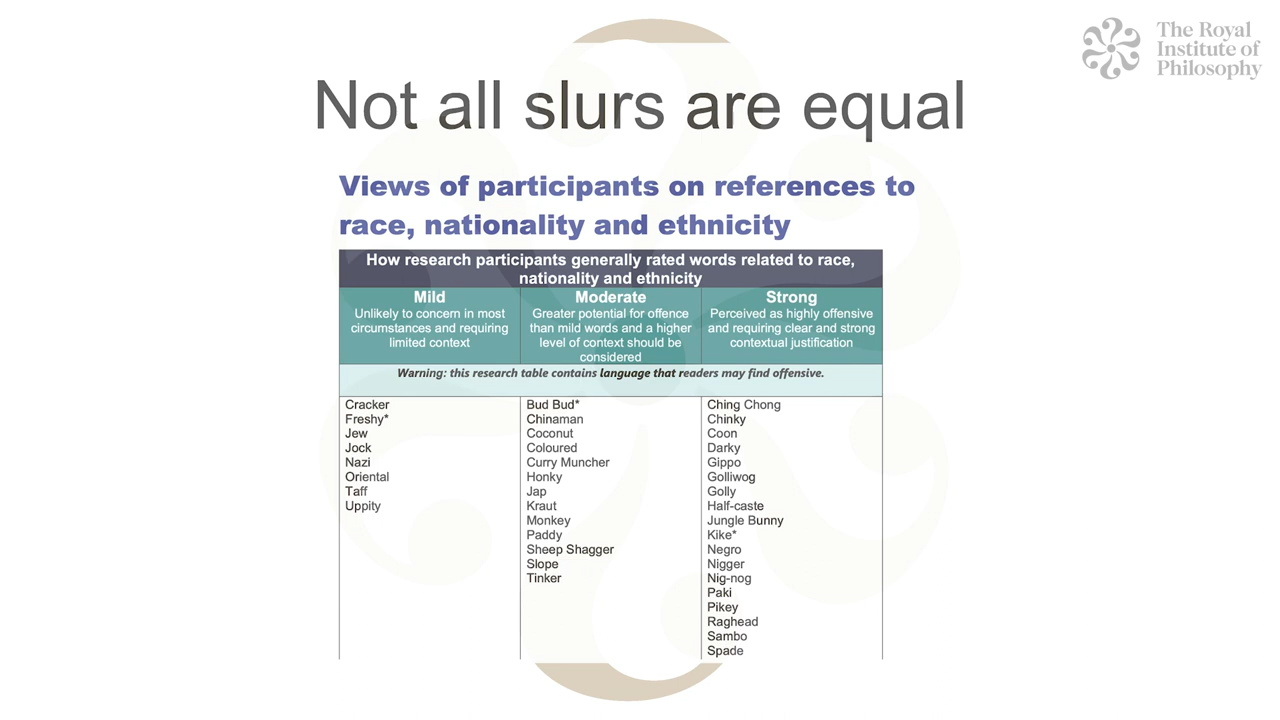 The Royal
Institute of
Philosophy
Not all slurs are equal
Views of participants on references to
race, nationality and ethnicity
How research participants generally rated words related to race,
nationality and ethnicity
Mild
Unlikely to concern in most
circumstances and requiring
limited context
Moderate
Greater potential for offence
than mild words and a higher
level of context should be
considered
Strong
Perceived as highly offensive
and requiring clear and strong
contextual justification
Warning: this research table contains language that readers may find offensive.
Cracker
Freshy*
Jew
Jock
Nazi
Oriental
Taff
Uppity
Bud Bud*
Chinaman
Coconut
Coloured
Curry Muncher
Honky
Jap
Kraut
Monkey
Paddy
Sheep Shagger
Slope
Tinker
Ching Chong
Chinky
Coon
Darky
Gippo
Golliwog
Golly
Half-caste
Jungle Bunny
Kike*
Negro
Nigger
Nig-nog
Paki
Pikey
Raghead
Sambo
Spade